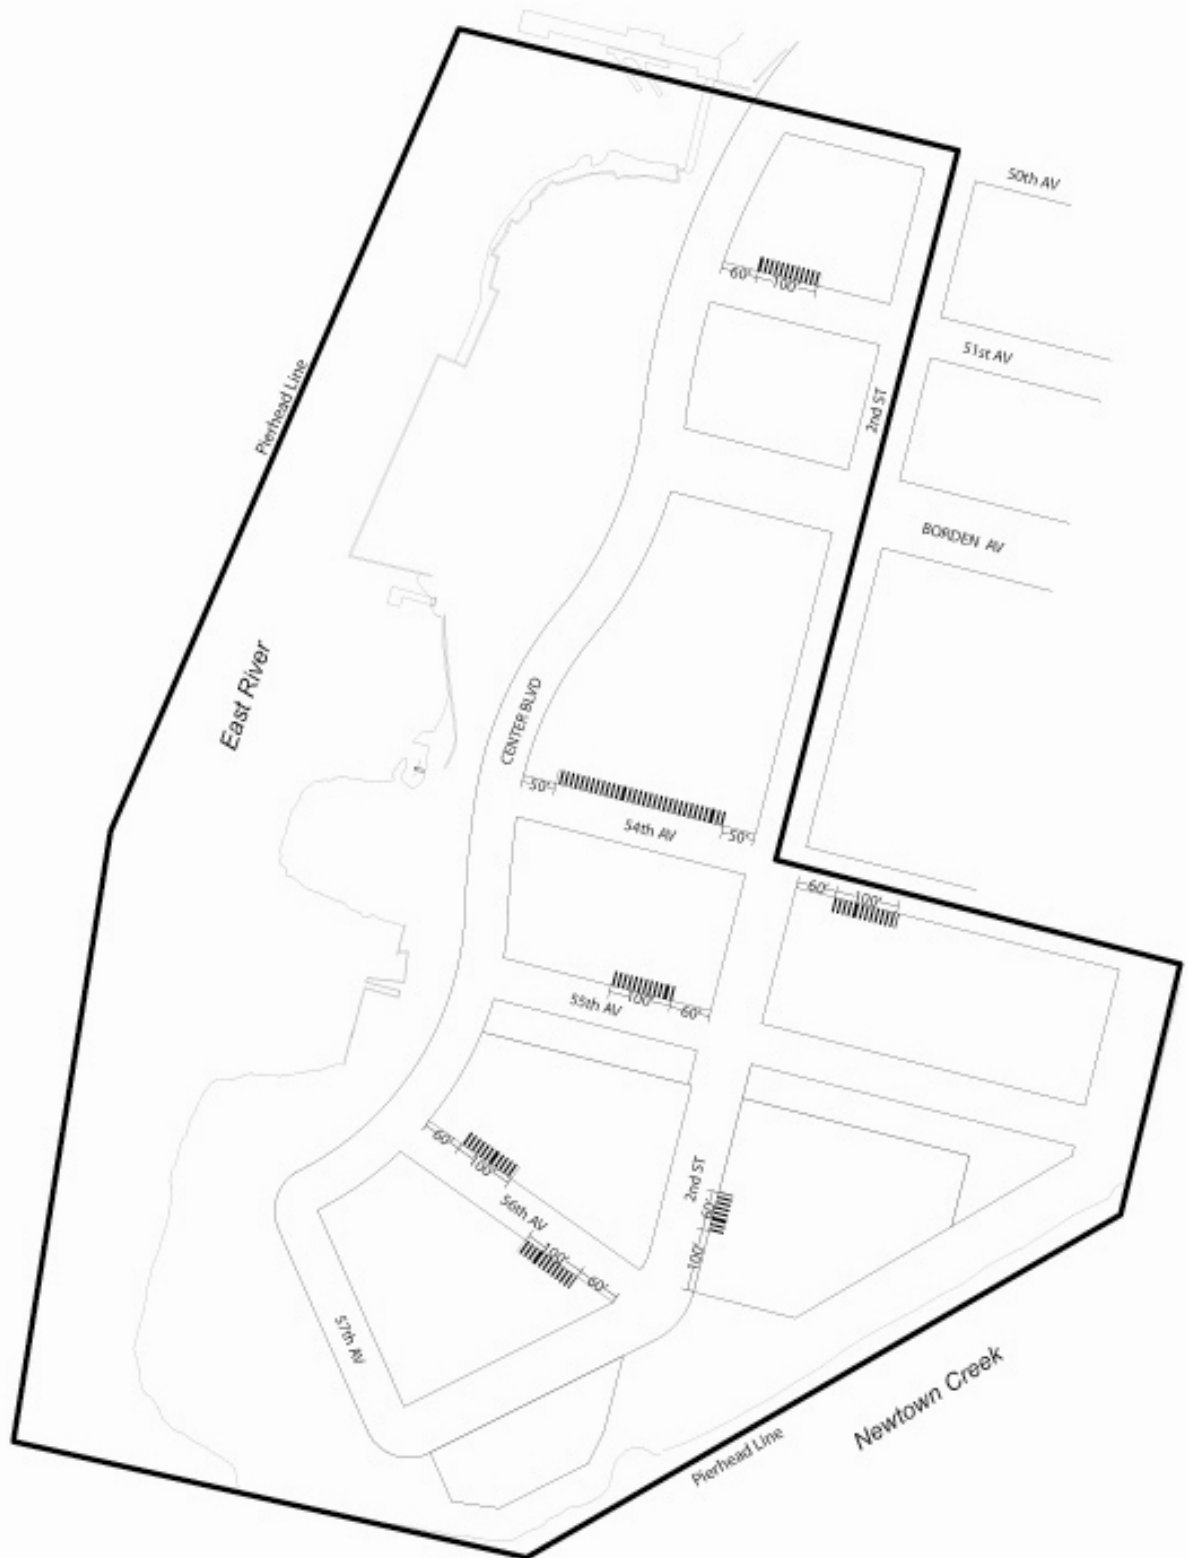 50th AV
60'
100'
51st AV
Pierhead Line
2nd ST
BORDEN AV
East River
CENTER BLVD
50'
54th AV
50'
60'
100'
100'
60'
55th AV
60'
100'
2nd ST
60'
100'
56th AV
100'
60'
57th AV
Newtown Creek
Pierhead Line